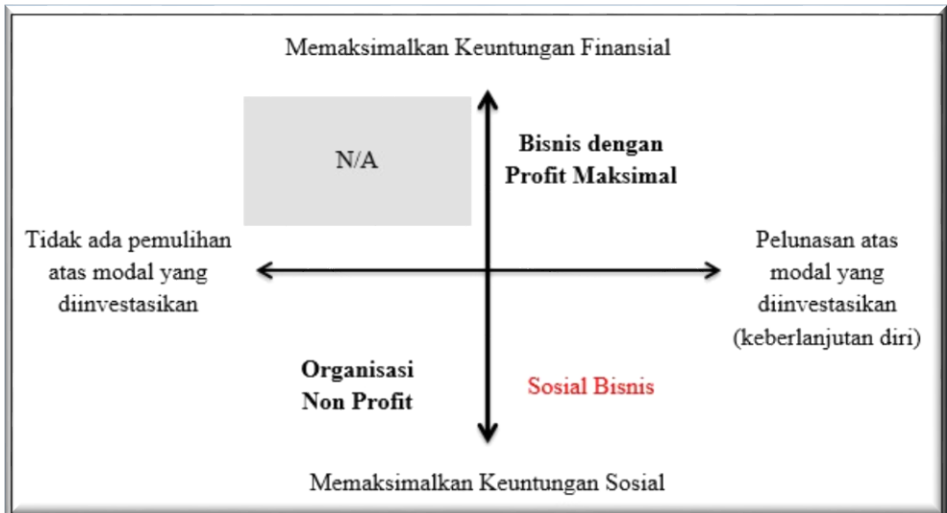 Memaksimalkan Keuntungan Finansial
N/A
Bisnis dengan
Profit Maksimal
Tidak ada pemulihan
atas modal yang
diinvestasikan
Pelunasan atas
modal yang
diinvestasikan
(keberlanjutan diri)
Organisasi
Non Profit
Sosial Bisnis
Memaksimalkan Keuntungan Sosial